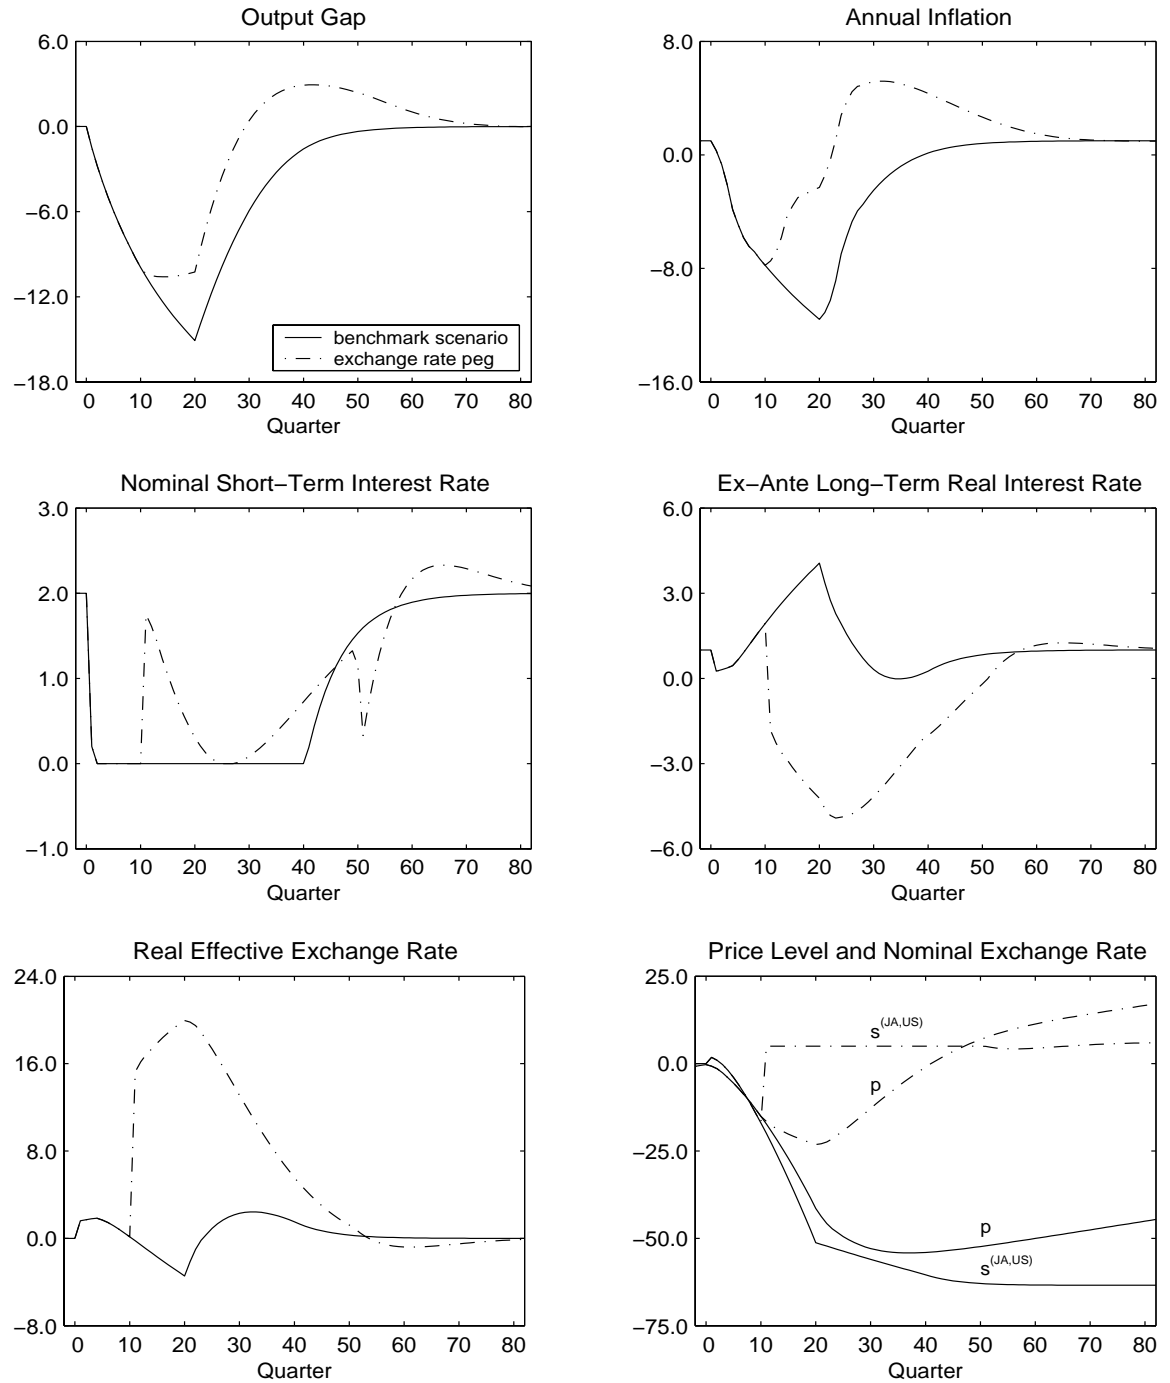 Output Gap
6.0
0.0
−6.0
−12.0
−18.0
benchmark scenario
exchange rate peg
0 10 20 30 40 50 60 70 80
Quarter
Annual Inflation
8.0
0.0
−8.0
−16.0
0 10 20 30 40 50 60 70 80
Quarter
Nominal Short−Term Interest Rate
3.0
2.0
1.0
0.0
−1.0
0 10 20 30 40 50 60 70 80
Quarter
Ex−Ante Long−Term Real Interest Rate
6.0
3.0
0.0
−3.0
−6.0
0 10 20 30 40 50 60 70 80
Quarter
Real Effective Exchange Rate
24.0
16.0
8.0
0.0
−8.0
0 10 20 30 40 50 60 70 80
Quarter
Price Level and Nominal Exchange Rate
25.0
0.0
−25.0
−50.0
−75.0
s(JA,US)
p
p
s(JA,US)
0 10 20 30 40 50 60 70 80
Quarter